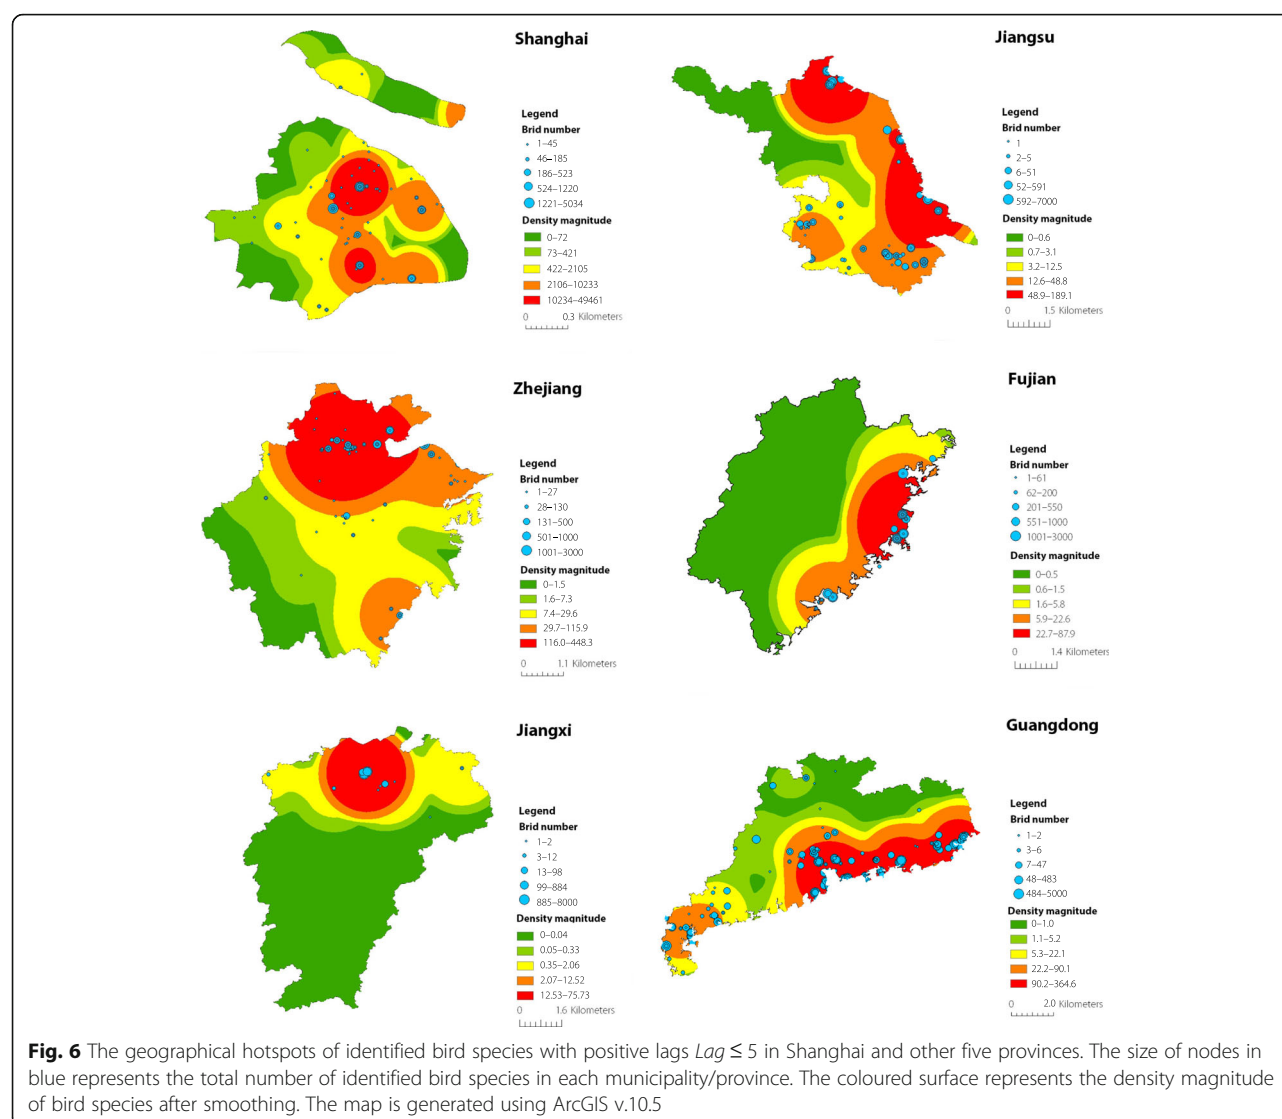 Shanghai
Legend
Brid number
1–45
46–185
186–523
524–1220
1221–5034
Density magnitude
0–72
73–421
422–2105
2106–10233
10234–49461
0 0.3 Kilometers
Jiangsu
Legend
Brid number
1
2–5
6–51
52–591
592–7000
Density magnitude
0–0.6
0.7–3.1
3.2–12.5
12.6–48.8
48.9–189.1
0 1.5 Kilometers
Zhejiang
Legend
Brid number
1–27
28–130
131–500
501–1000
1001–3000
Density magnitude
0–1.5
1.6–7.3
7.4–29.6
29.7–115.9
116.0–448.3
0 1.1 Kilometers
Fujian
Legend
Brid number
1–61
62–200
201–550
551–1000
1001–3000
Density magnitude
0–0.5
0.6–1.5
1.6–5.8
5.9–22.6
22.7–87.9
0 1.4 Kilometers
Jiangxi
Legend
Brid number
1–2
3–12
13–98
99–884
885–8000
Density magnitude
0–0.04
0.05–0.33
0.35–2.06
2.07–12.52
12.53–75.73
0 1.6 Kilometers
Guangdong
Legend
Brid number
1–2
3–6
7–47
48–483
484–5000
Density magnitude
0–1.0
1.1–5.2
5.3–22.1
22.2–90.1
90.2–364.6
0 2.0 Kilometers
Fig. 6 The geographical hotspots of identified bird species with positive lags Lag ≤ 5 in Shanghai and other five provinces. The size of nodes in
blue represents the total number of identified bird species in each municipality/province. The coloured surface represents the density magnitude
of bird species after smoothing. The map is generated using ArcGIS v.10.5